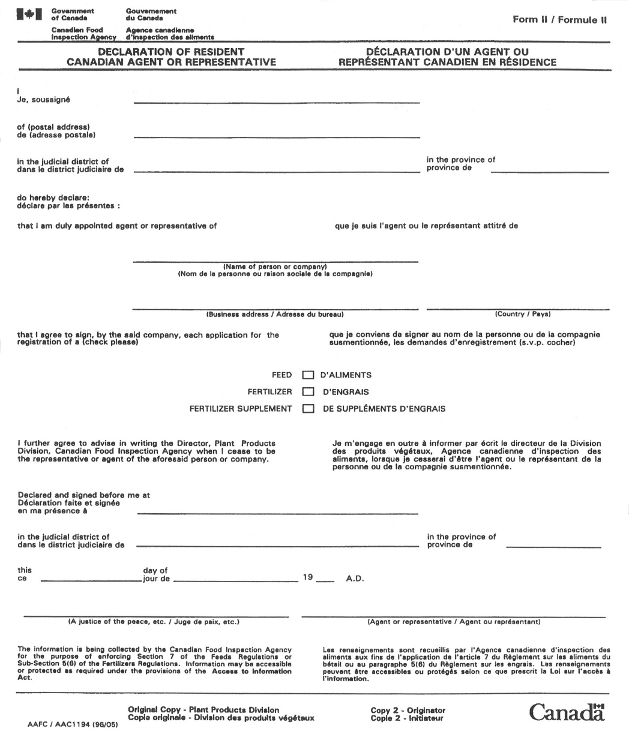 Government of Canada
Gouvernement du Canada
Canadian Food Inspection Agency
Agence canadienne d'inspection des aliments
Form II / Formule II
DECLARATION OF RESIDENT
CANADIAN AGENT OR REPRESENTATIVE
DÉCLARATION D'UN AGENT OU
REPRÉSENTANT CANADIEN EN RÉSIDENCE
I
Je, soussigné
of (postal address)
de (adresse postale)
in the judicial district of
dans le district judiciaire de
in the province of
province de
do hereby declare:
déclare par les présentes :
that I am duly appointed agent or representative of
que je suis l'agent ou le représentant attitré de
(Name of person or company)
(Nom de la personne ou raison sociale de la compagnie)
(Business address / Adresse du bureau)
(Country / Pays)
that I agree to sign, by the said company, each application for the
registration of a (check please)
que je conviens de signer au nom de la personne ou de la compagnie
susmentionnée, les demandes d'enregistrement (s.v.p. cocher)
FEED D'ALIMENTS
FERTILIZER D'ENGRAIS
FERTILIZER SUPPLEMENT DE SUPPLÉMENTS D'ENGRAIS
I further agree to advise in writing the Director, Plant Products
Division, Canadian Food Inspection Agency when I cease to be
the representative or agent of the aforesaid person or company.
Je m'engage en outre à informer par écrit le directeur de la Division
des produits végétaux, Agence canadienne d'inspection des
aliments, lorsque je cesserai d'être l'agent ou le représentant de la
personne ou de la compagnie susmentionnée.
Declared and signed before me at
Déclaration faite et signée
en ma présence à
in the judicial district of
dans le district judiciaire de
in the province of
province de
this
ce
day of
jour de
19 A.D.
(A justice of the peace, etc. / Juge de paix, etc.)
(Agent or representative / Agent ou représentant)
The information is being collected by the Canadian Food Inspection Agency
for the purpose of enforcing Section 7 of the Feeds Regulations or
Sub-Section 5(6) of the Fertilizers Regulations. Information may be accessible
or protected as required under the provisions of the Access to Information
Act.
Les renseignements sont recueillis par l'Agence canadienne d'inspection des
aliments aux fins de l'application de l'article 7 du Règlement sur les aliments du
bétail ou au paragraphe 5(6) du Règlement sur les engrais. Les renseignements
peuvent être accessibles ou protégés selon ce que prescrit la Loi sur l'accès à
l'information.
AAFC / AAC1194 (96/05)
Original Copy - Plant Products Division
Copie originale - Division des produits végétaux
Copy 2 - Originator
Copie 2 - Initiateur
Canada